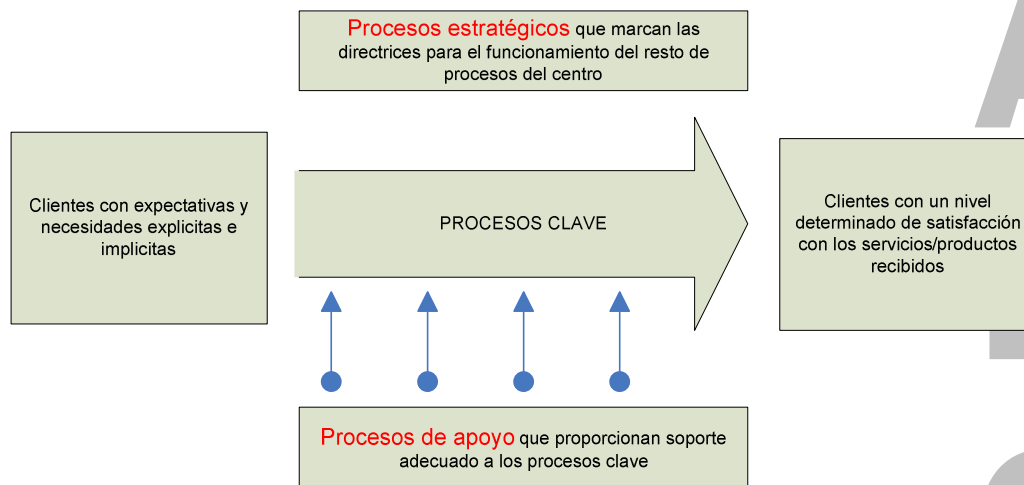 Procesos estratégicos que marcan las
directrices para el funcionamiento del resto de
procesos del centro
Clientes con expectativas y
necesidades explicitas e
implicitas
PROCESOS CLAVE
Clientes con un nivel
determinado de satisfacción
con los servicios/productos
recibidos
Procesos de apoyo que proporcionan soporte
adecuado a los procesos clave